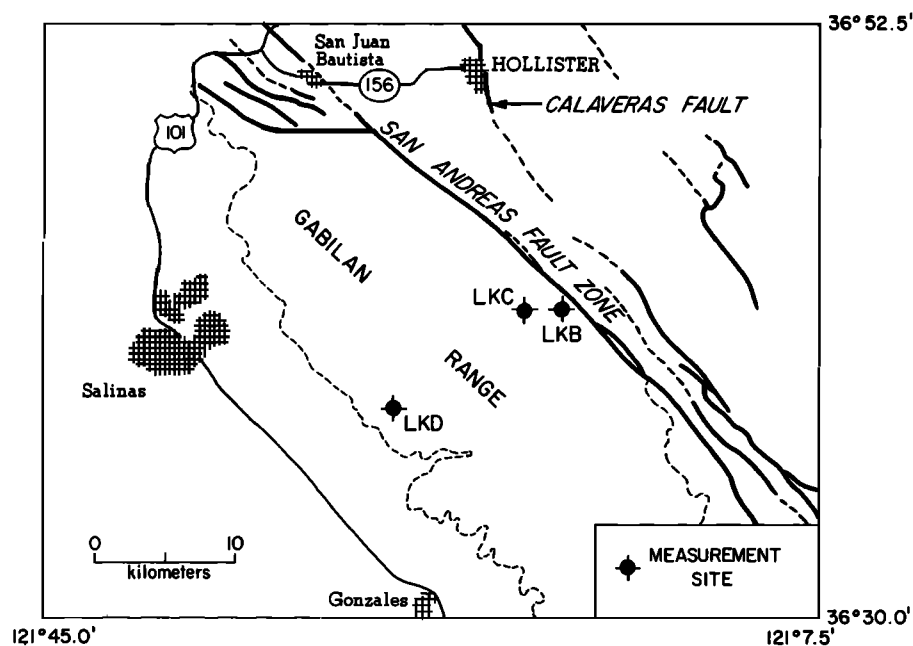 36°52.5'
San Juan
Bautista
156
HOLLISTER
CALAVERAS FAULT
101
SAN ANDREAS FAULT ZONE
GABILAN
RANGE
LKC
LKB
Salinas
LKD
0 10
kilometers
MEASUREMENT
SITE
Gonzales
36°30.0'
121°45.0' 121°7.5'